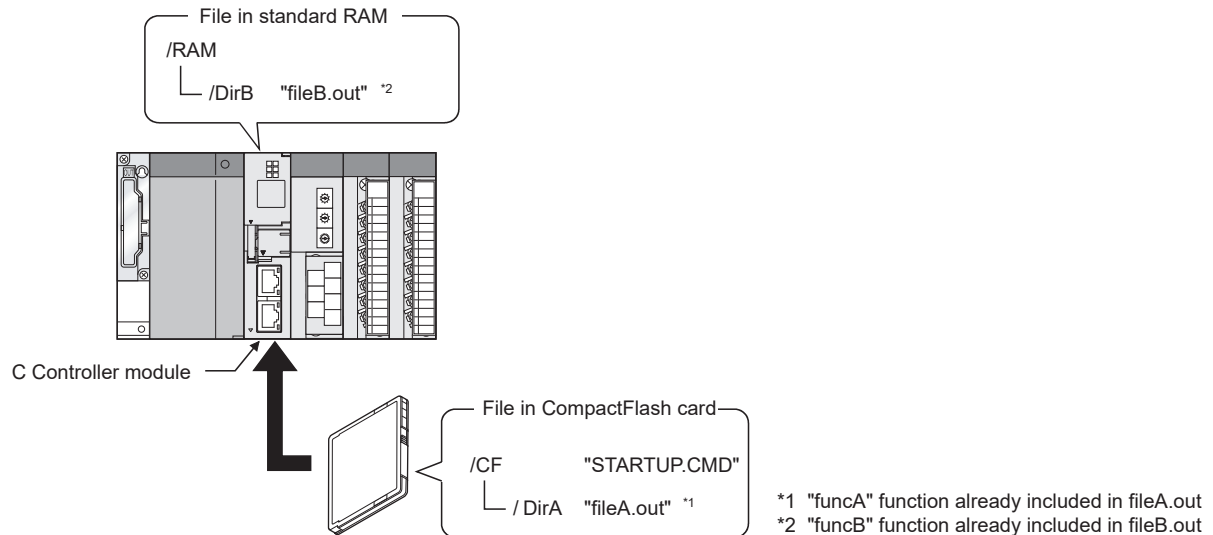 File in standard RAM
/RAM
/DirB "fileB.out" *2
C Controller module
File in CompactFlash card
/CF "STARTUP.CMD"
/ DirA "fileA.out" *1
*1 "funcA" function already included in fileA.out
*2 "funcB" function already included in fileB.out